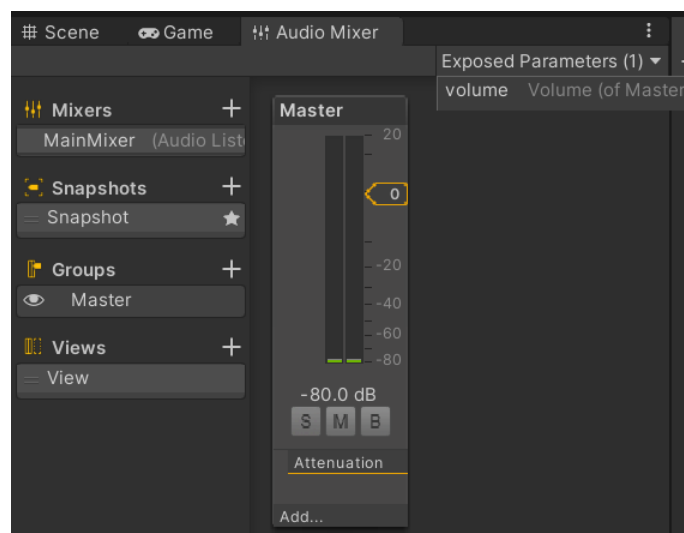 Scene Game Audio Mixer
Exposed Parameters (1)
volume Volume (of Master
Mixers
MainMixer (Audio List
Snapshots
Snapshot
Groups
Master
Views
View
Master
20
0
-20
-40
-60
-80
-80.0 dB
S M B
Attenuation
Add...